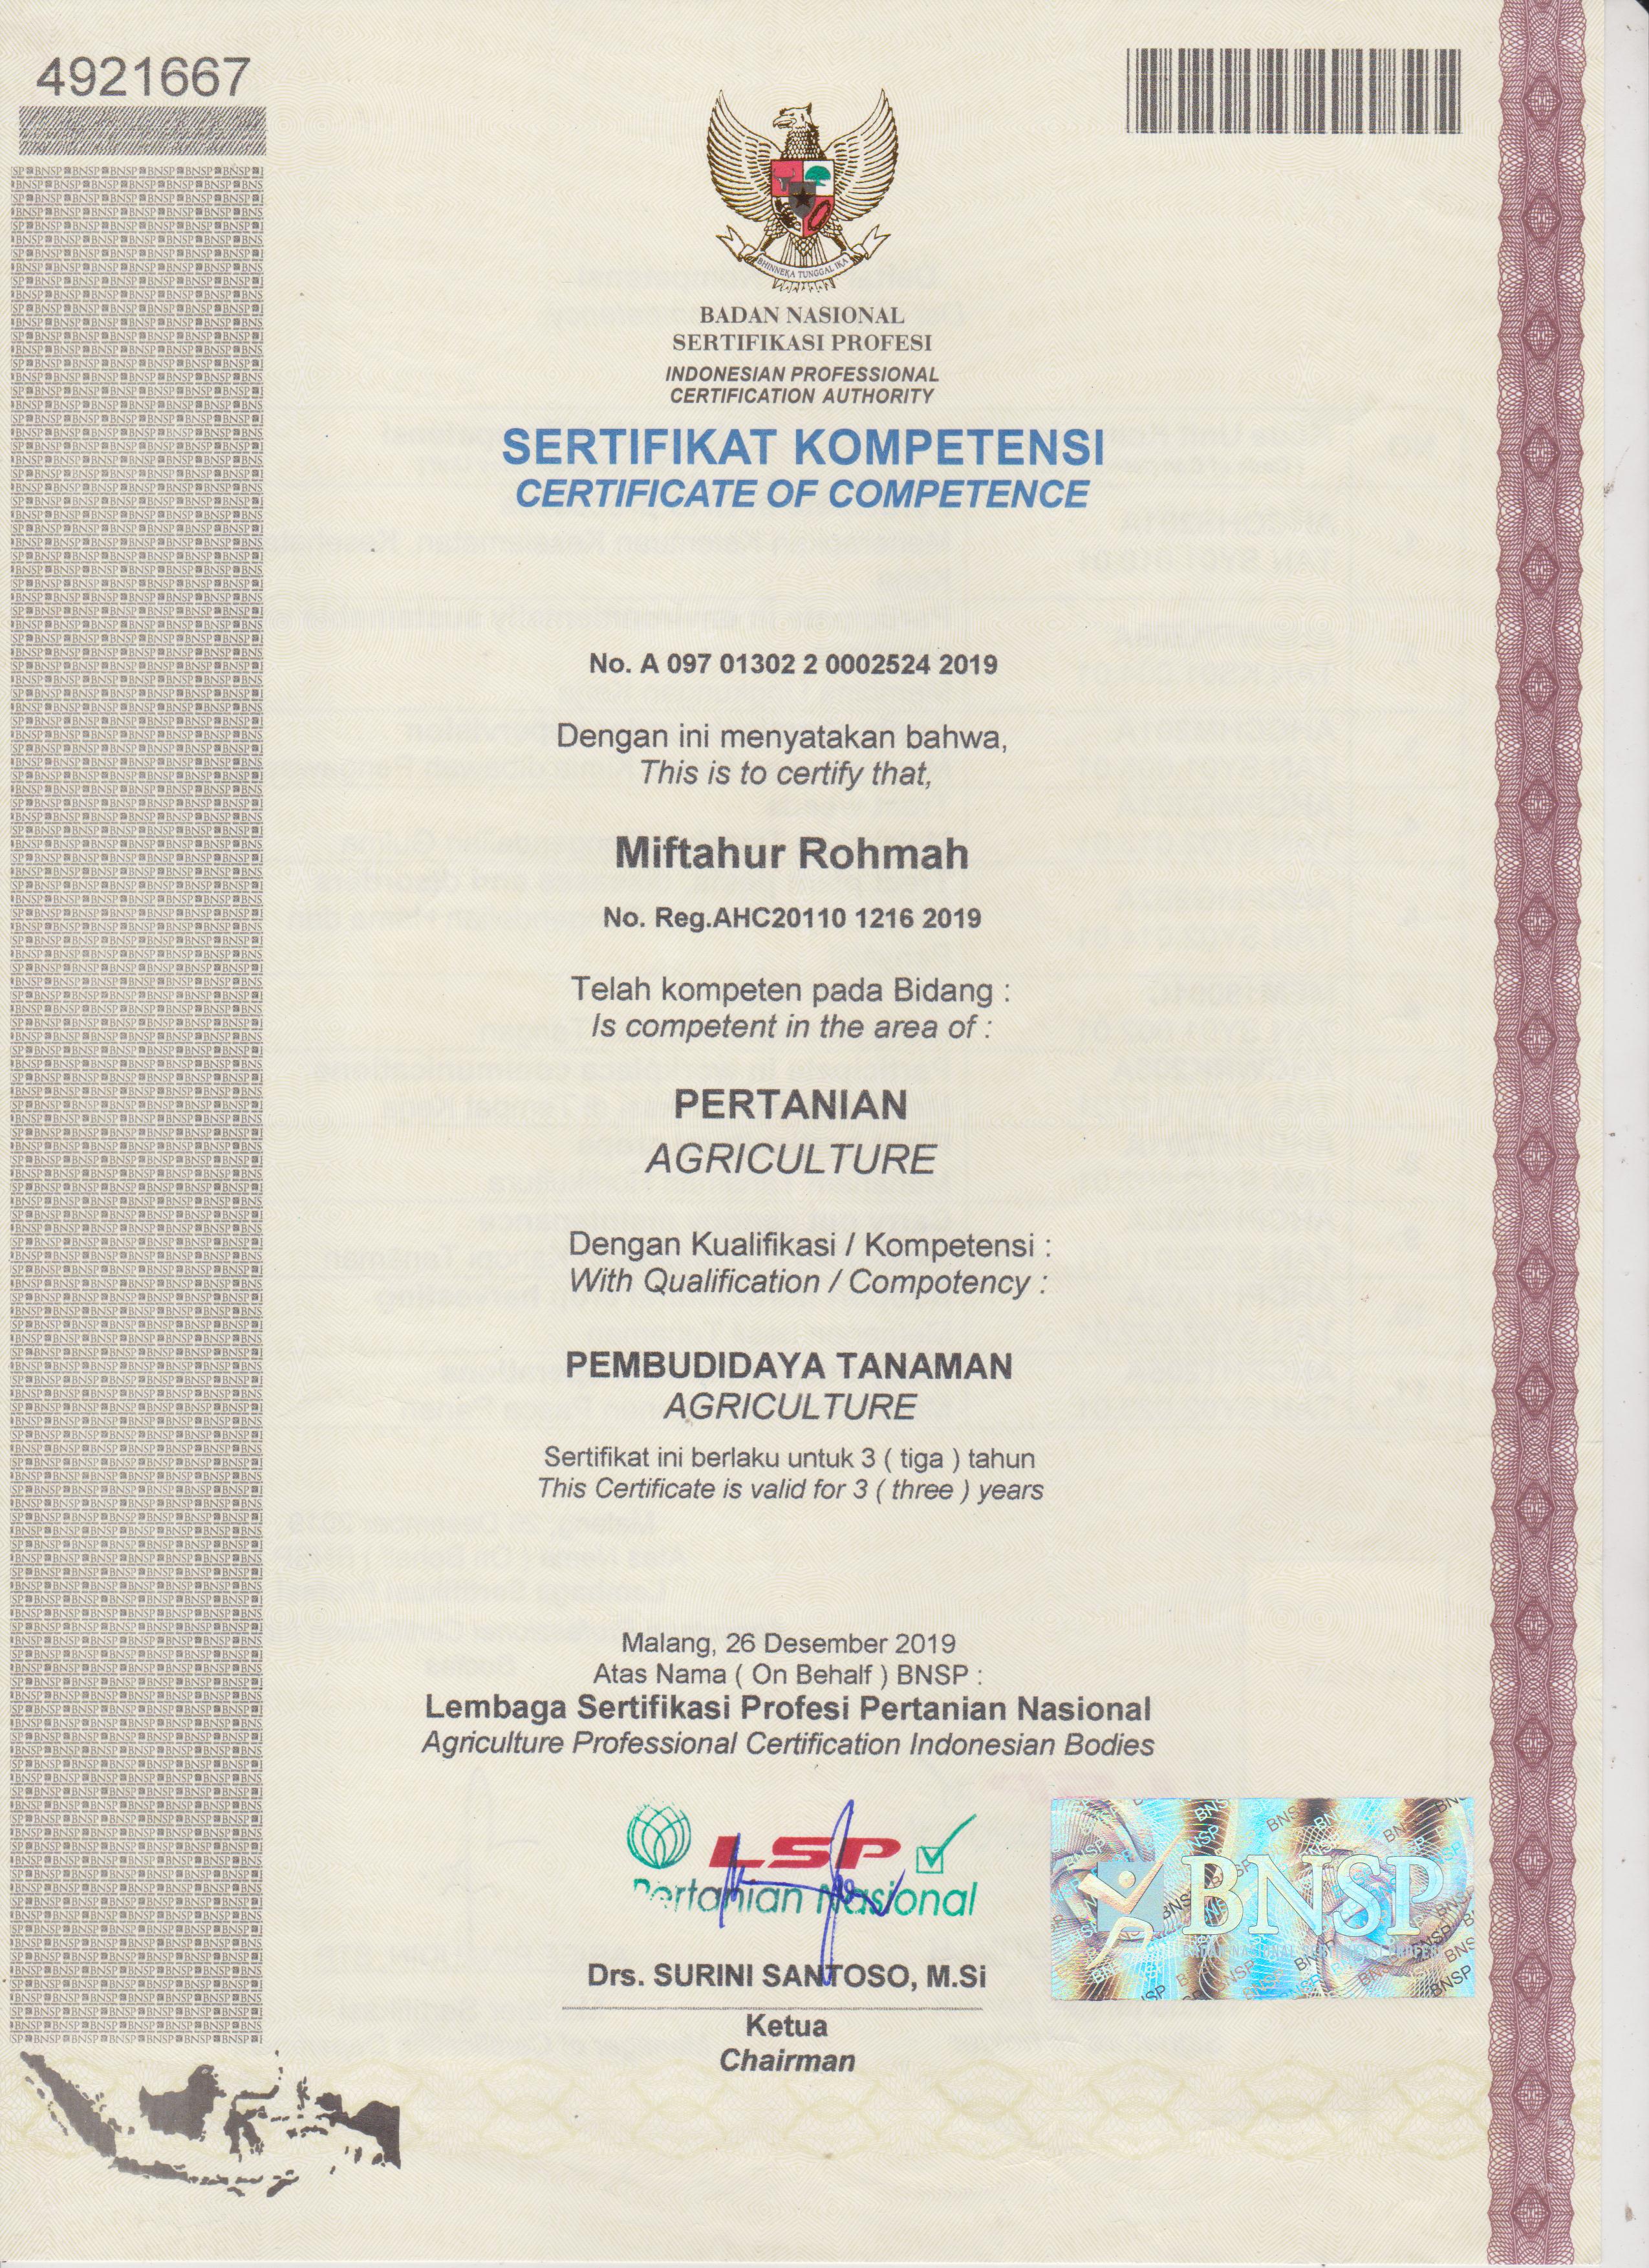 4921667
BHINNEKA TUNGGAL IKA
BADAN NASIONAL
SERTIFIKASI PROFESI
INDONESIAN PROFESSIONAL
CERTIFICATION AUTHORITY
SERTIFIKAT KOMPETENSI
CERTIFICATE OF COMPETENCE
No. A 097 01302 2 0002524 2019
Dengan ini menyatakan bahwa,
This is to certify that,
Miftahur Rohmah
No. Reg.AHC20110 1216 2019
Telah kompeten pada Bidang :
Is competent in the area of :
PERTANIAN
AGRICULTURE
Dengan Kualifikasi / Kompetensi :
With Qualification / Compotency :
PEMBUDIDAYA TANAMAN
AGRICULTURE
Sertifikat ini berlaku untuk 3 ( tiga ) tahun
This Certificate is valid for 3 ( three ) years
Malang, 26 Desember 2019
Atas Nama ( On Behalf ) BNSP :
Lembaga Sertifikasi Profesi Pertanian Nasional
Agriculture Professional Certification Indonesian Bodies
LSP
Pertanian Nasional
BNSP
Drs. SURINI SANTOSO, M.Si
Ketua
Chairman